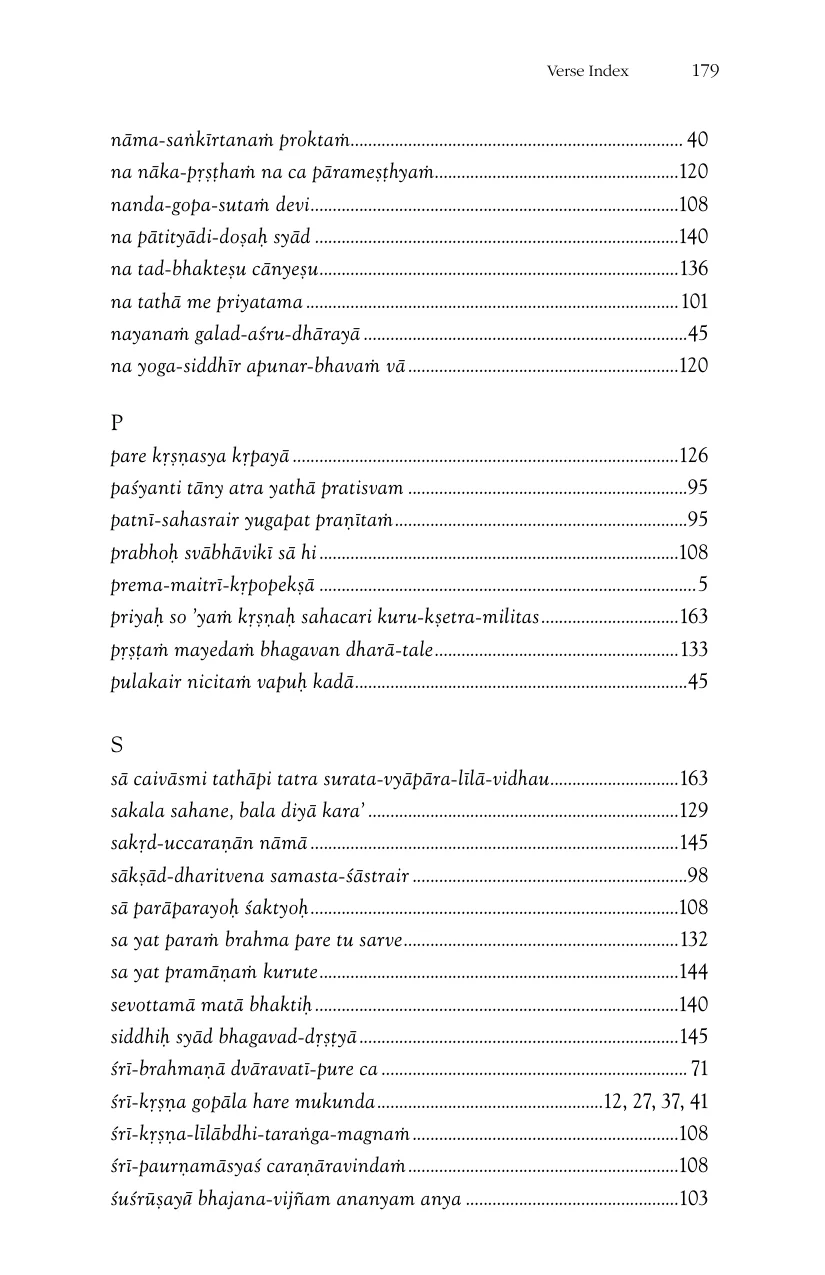 Verse Index 179
nāma-saṅkīrtanaṁ proktaṁ........................................................................... 40
na nāka-pṛṣṭhaṁ na ca pārameṣṭhyaṁ.......................................................120
nanda-gopa-sutaṁ devi...................................................................................108
na pātityādi-doṣaḥ syād ..................................................................................140
na tad-bhakteṣu cānyeṣu.................................................................................136
na tathā me priyatama .................................................................................... 101
nayanaṁ galad-aśru-dhārayā .........................................................................45
na yoga-siddhīr apunar-bhavaṁ vā.............................................................120
P
pare kṛṣṇasya kṛpayā .......................................................................................126
paśyanti tāny atra yathā pratisvam ...............................................................95
patnī-sahasrair yugapat praṇītaṁ..................................................................95
prabhoḥ svābhāvikī sā hi .................................................................................108
prema-maitrī-kṛpopekṣā ..................................................................................... 5
priyaḥ so ’yaṁ kṛṣṇaḥ sahacari kuru-kṣetra-militas...............................163
pṛṣṭaṁ mayedaṁ bhagavan dharā-tale.......................................................133
pulakair nicitaṁ vapuḥ kadā...........................................................................45
S
sā caivāsmi tathāpi tatra surata-vyāpāra-līlā-vidhau.............................163
sakala sahane, bala diyā kara’ ......................................................................129
sakṛd-uccaraṇān nāmā ...................................................................................145
sākṣād-dharitvena samasta-śāstrair ..............................................................98
sā parāparayoḥ śaktyoḥ...................................................................................108
sa yat paraṁ brahma pare tu sarve..............................................................132
sa yat pramāṇaṁ kurute.................................................................................144
sevottamā matā bhaktiḥ ..................................................................................140
siddhiḥ syād bhagavad-dṛṣṭyā ........................................................................145
śrī-brahmaṇā dvāravatī-pure ca ..................................................................... 71
śrī-kṛṣṇa gopāla hare mukunda...................................................12, 27, 37, 41
śrī-kṛṣṇa-līlābdhi-taraṅga-magnaṁ ............................................................108
śrī-paurṇamāsyaś caraṇāravindaṁ.............................................................108
śuśrūṣayā bhajana-vijñam ananyam anya ................................................103